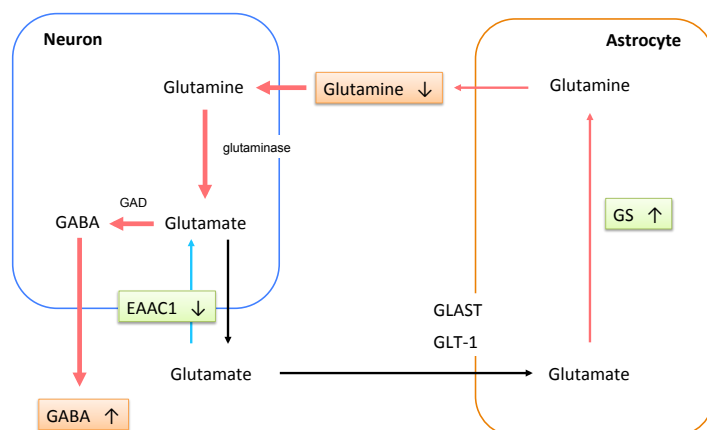 Neuron
Astrocyte
Glutamine
Glutamine ↓
Glutamine
glutaminase
GAD
GABA
Glutamate
GS ↑
EAAC1 ↓
GLAST
GLT-1
Glutamate
Glutamate
GABA ↑